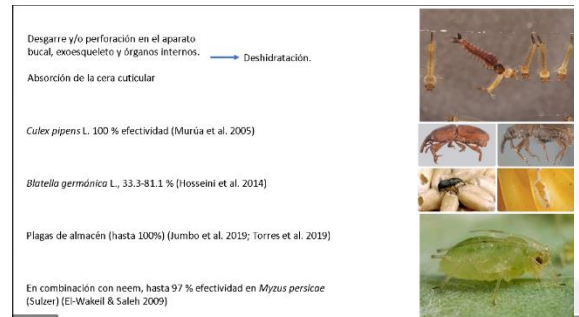 Desgarre y/o perforación en el aparato
bucal, exoesqueleto y órganos internos.
Deshidratación.
Absorción de la cera cuticular
Culex pipens L. 100 % efectividad (Murúa et al. 2005)
Blatella germánica L., 33.3-81.1 % (Hosseini et al. 2014)
Plagas de almacén (hasta 100%) (Jumbo et al. 2019; Torres et al. 2019)
En combinación con neem, hasta 97 % efectividad en Myzus persicae
(Sulzer) (El-Wakeil & Saleh 2009)